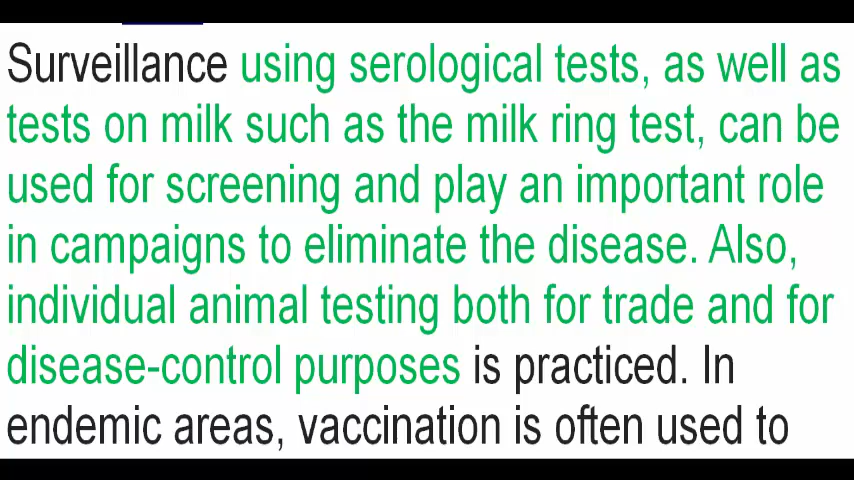 Surveillance using serological tests, as well as
tests on milk such as the milk ring test, can be
used for screening and play an important role
in campaigns to eliminate the disease. Also,
individual animal testing both for trade and for
disease-control purposes is practiced. In
endemic areas, vaccination is often used to